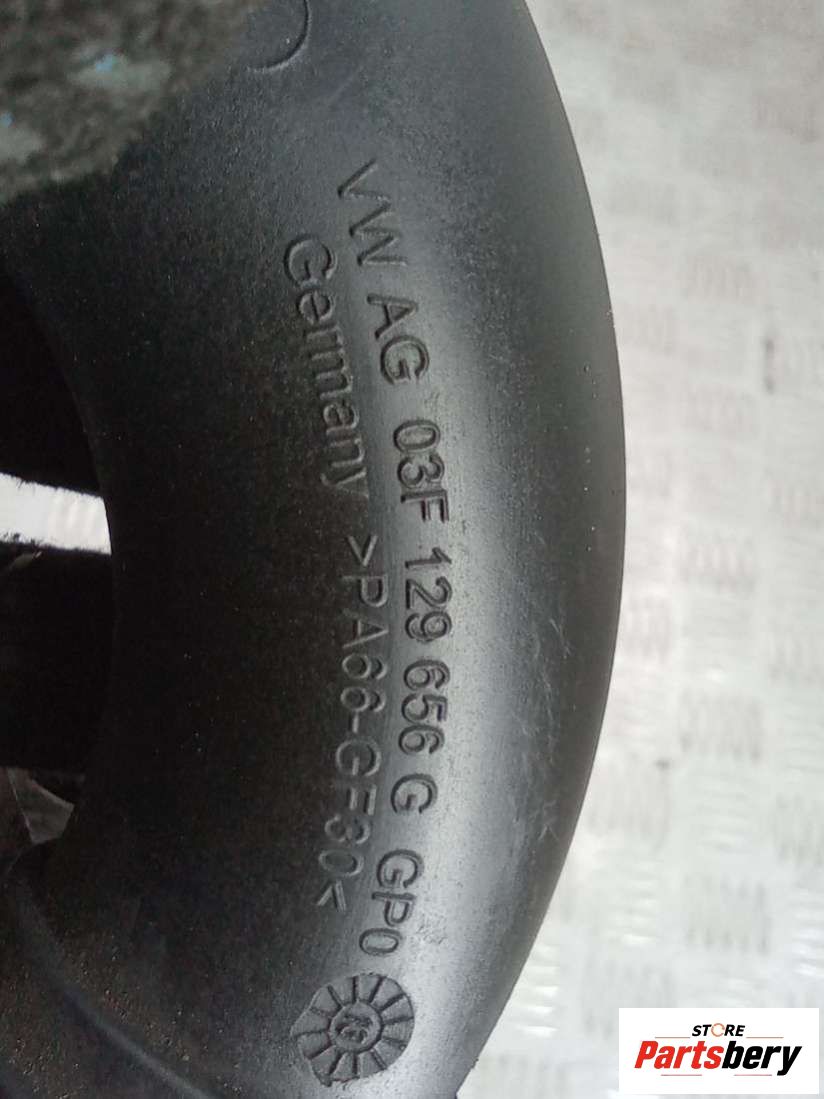 VW AG 03F 129 656 G GP0
Germany >PA66-GF30<
STORE
Partsbery